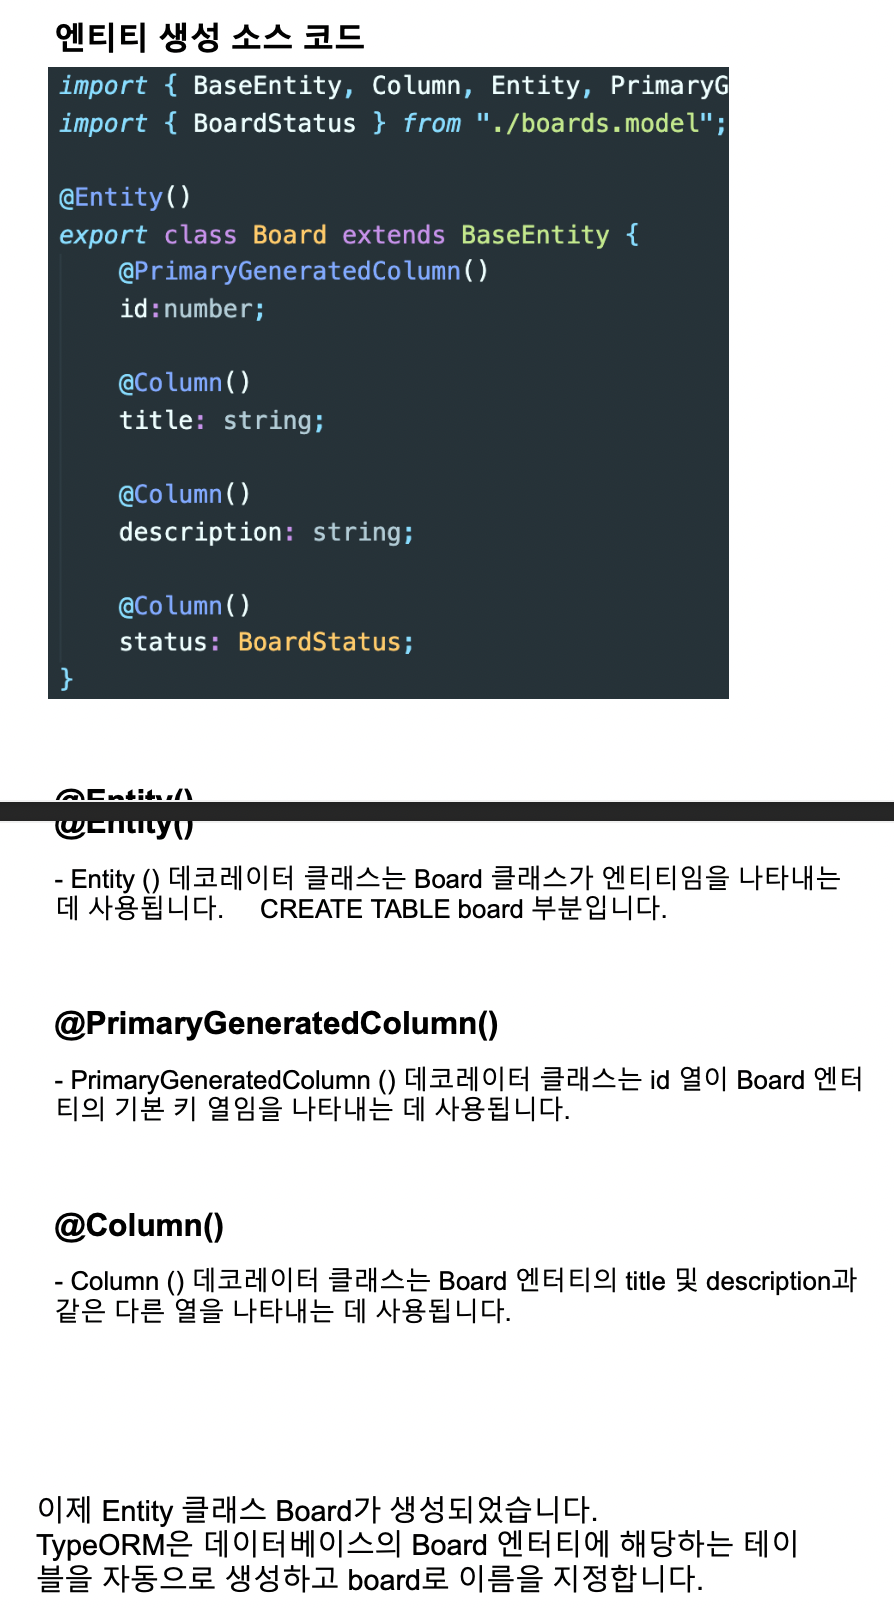 엔티티 생성 소스 코드
import { BaseEntity, Column, Entity, PrimaryG
import { BoardStatus } from "./boards.model";
@Entity()
export class Board extends BaseEntity {
@PrimaryGeneratedColumn()
id:number;
@Column()
title: string;
@Column()
description: string;
@Column()
status: BoardStatus;
}
@Entity()
@Entity()
- Entity () 데코레이터 클래스는 Board 클래스가 엔티티임을 나타내는
데 사용됩니다. CREATE TABLE board 부분입니다.
@PrimaryGeneratedColumn()
- PrimaryGeneratedColumn () 데코레이터 클래스는 id 열이 Board 엔터
티의 기본 키 열임을 나타내는 데 사용됩니다.
@Column()
- Column () 데코레이터 클래스는 Board 엔터티의 title 및 description과
같은 다른 열을 나타내는 데 사용됩니다.
이제 Entity 클래스 Board가 생성되었습니다.
TypeORM은 데이터베이스의 Board 엔터티에 해당하는 테이
블을 자동으로 생성하고 board로 이름을 지정합니다.